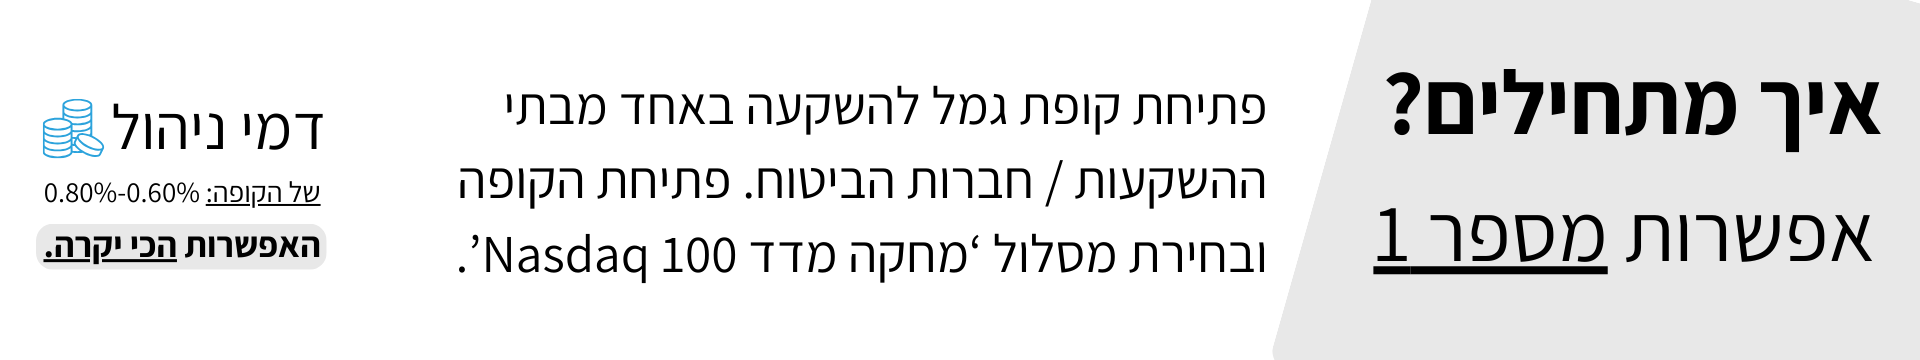 איך מתחילים?
אפשרות מספר 1
פתיחת קופת גמל להשקעה באחד מבתי
ההשקעות / חברות הביטוח. פתיחת הקופה
ובחירת מסלול ‘מחקה מדד Nasdaq 100’.
דמי ניהול
של הקופה: 0.80%-0.60%
האפשרות הכי יקרה.